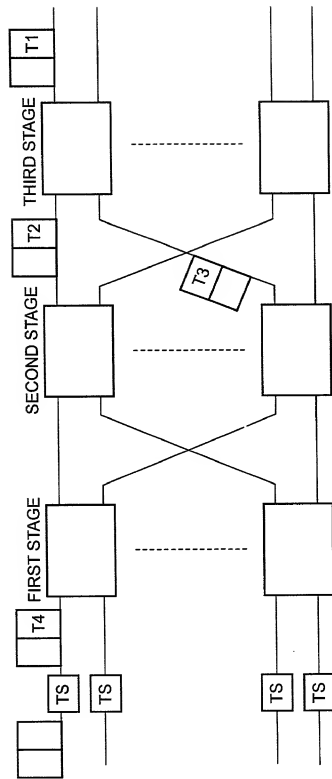 FIRST STAGE
SECOND STAGE
THIRD STAGE
T4
T2
T1
T3
TS
TS
TS
TS